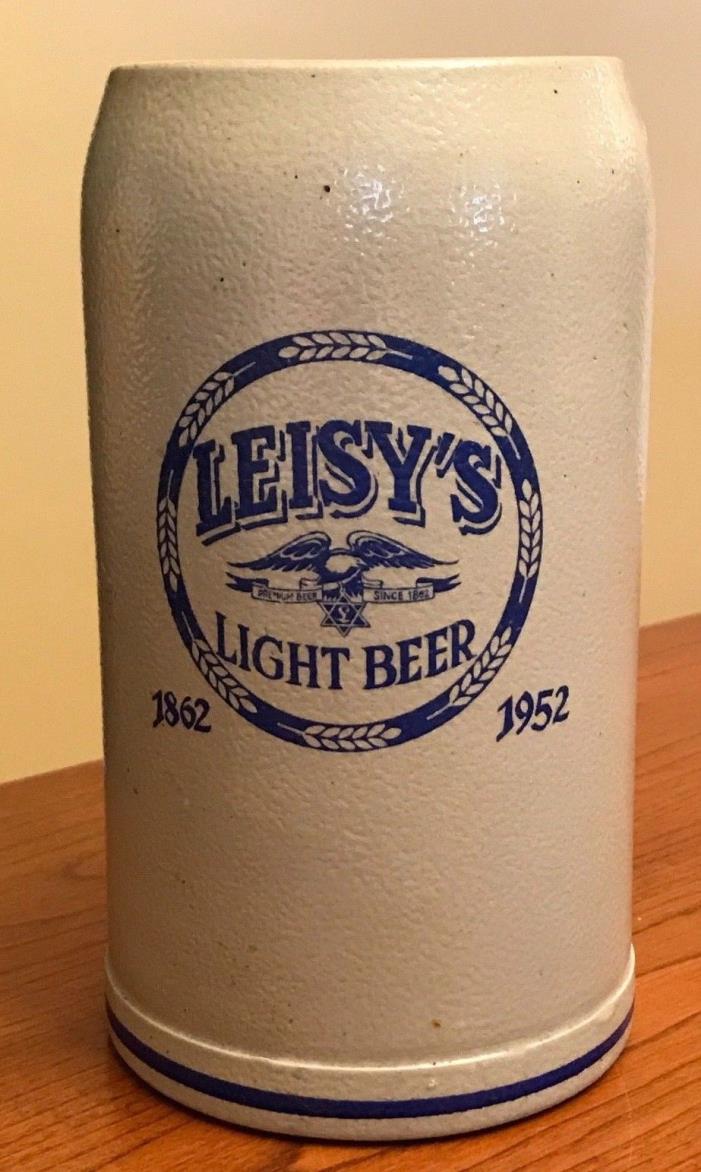 LEISY'S
PREMIUM BEER SINCE 1862
L
LIGHT BEER
1862 1952